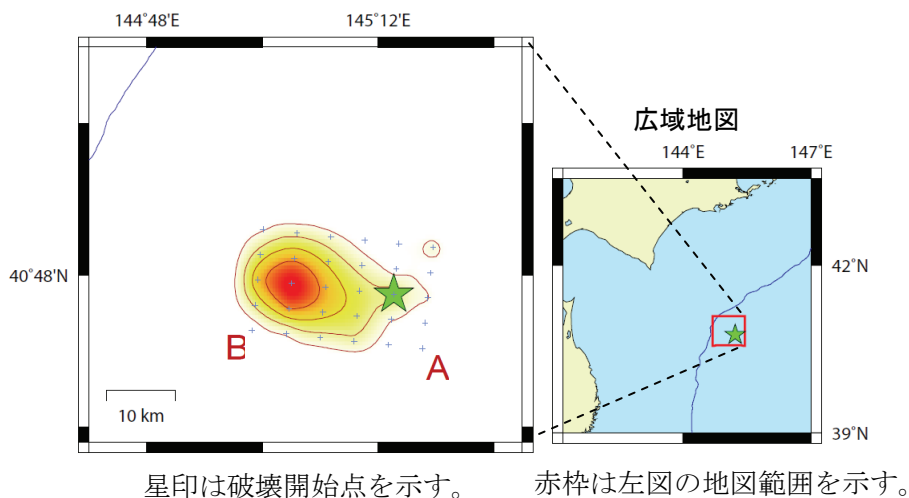 144°48'E
145°12'E
40°48'N
B
A
10 km
広域地図
144°E
147°E
42°N
39°N
星印は破壊開始点を示す。
赤枠は左図の地図範囲を示す。